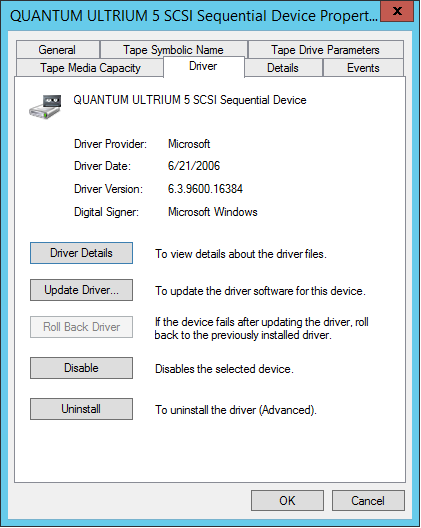 QUANTUM ULTRIUM 5 SCSI Sequential Device Propert...
x
General Tape Symbolic Name Tape Drive Parameters
Tape Media Capacity Driver Details Events
QUANTUM ULTRIUM 5 SCSI Sequential Device
Driver Provider: Microsoft
Driver Date: 6/21/2006
Driver Version: 6.3.9600.16384
Digital Signer: Microsoft Windows
Driver Details To view details about the driver files.
Update Driver... To update the driver software for this device.
Roll Back Driver If the device fails after updating the driver, roll
back to the previously installed driver.
Disable Disables the selected device.
Uninstall To uninstall the driver (Advanced).
OK Cancel